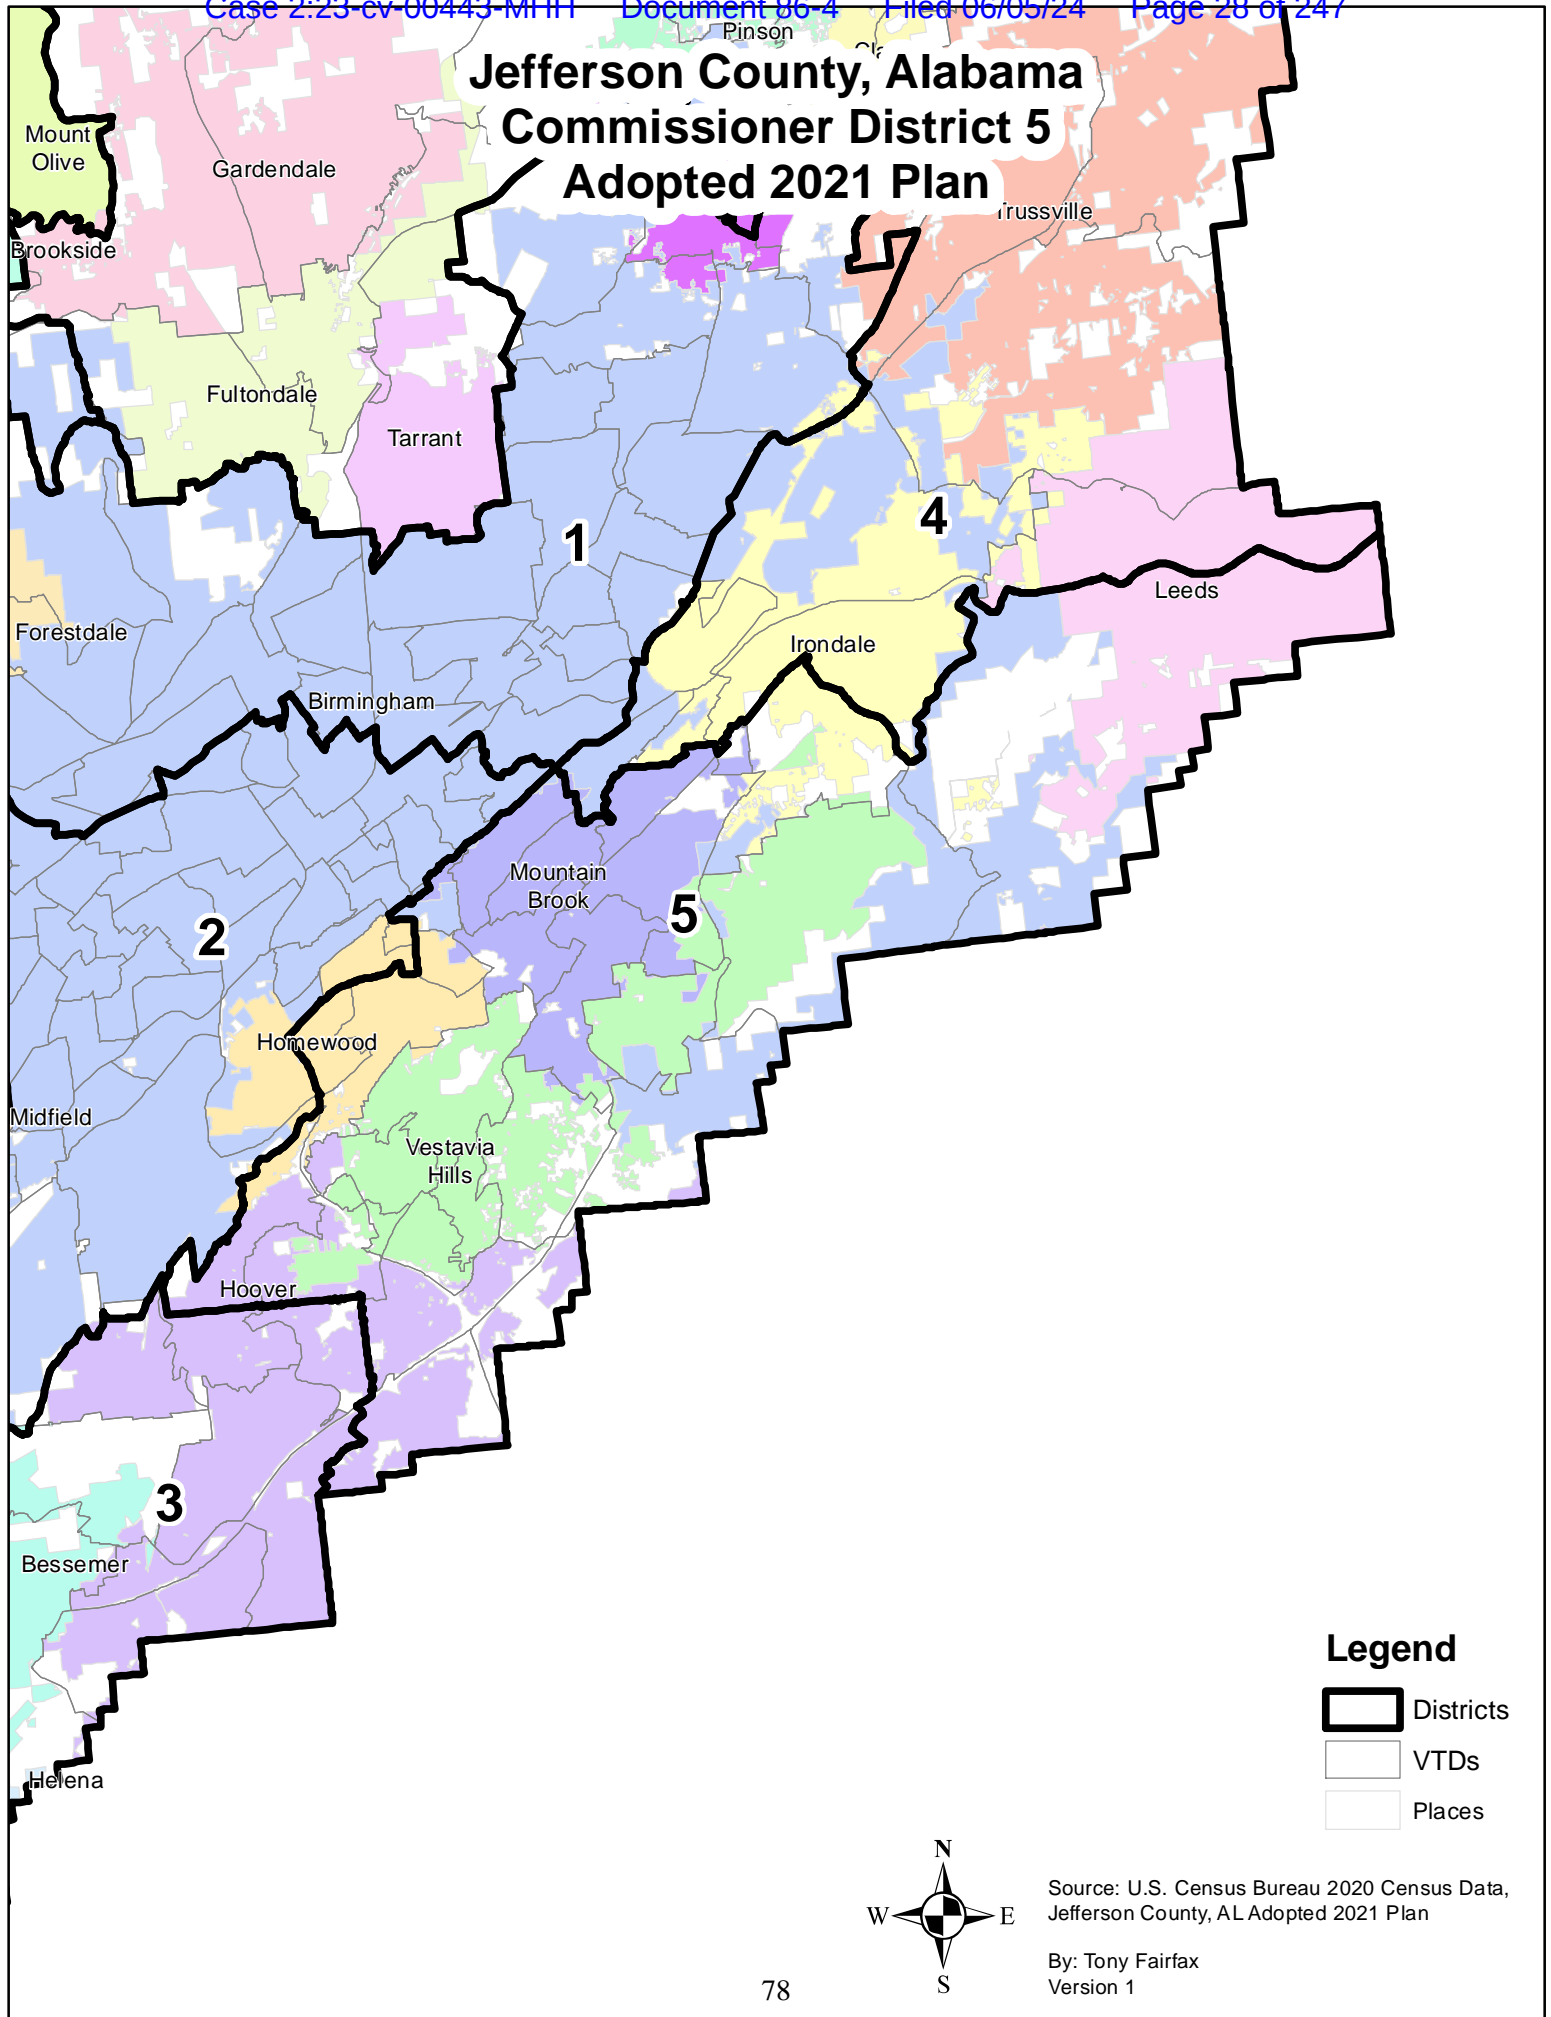 Case 2:23-cv-00443-MHH Document 86-4 Filed 06/05/24 Page 28 of 247
Pinson
Jefferson County, Alabama
Commissioner District 5
Adopted 2021 Plan
Mount
Olive
Gardendale
Trussville
Brookside
Fultondale
Tarrant
4
1
Leeds
Forestdale
Irondale
Birmingham
Mountain
Brook
5
2
Homewood
Midfield
Vestavia
Hills
Hoover
3
Bessemer
Helena
Legend
Districts
VTDs
Places
N
W E
S
Source: U.S. Census Bureau 2020 Census Data,
Jefferson County, AL Adopted 2021 Plan
By: Tony Fairfax
Version 1
78